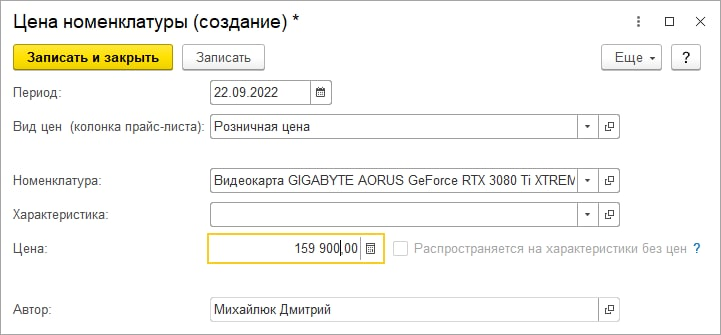 Цена номенклатуры (создание) *
Записать и закрыть Записать Еще ?
Период: 22.09.2022
Вид цен (колонка прайс-листа): Розничная цена
Номенклатура: Видеокарта GIGABYTE AORUS GeForce RTX 3080 Ti XTREM
Характеристика:
Цена: 159 900,00 Распространяется на характеристики без цен ?
Автор: Михайлюк Дмитрий